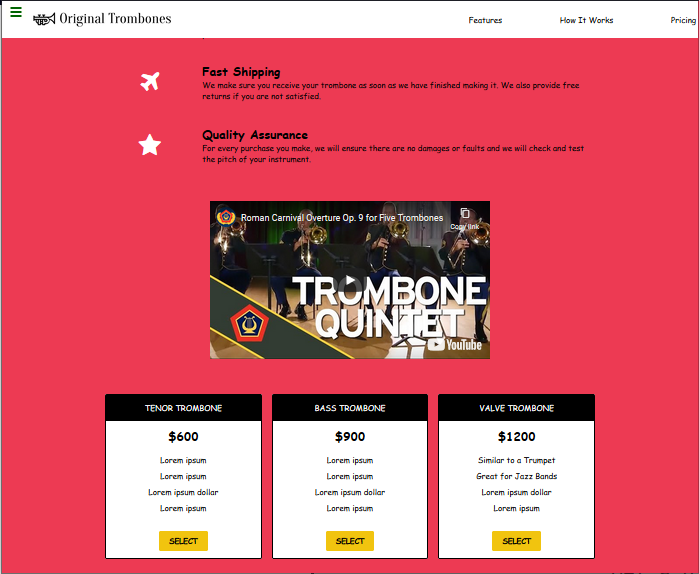 Original Trombones
Features
How It Works
Pricing
Fast Shipping
We make sure you receive your trombone as soon as we have finished making it. We also provide free
returns if you are not satisfied.
Quality Assurance
For every purchase you make, we will ensure there are no damages or faults and we will check and test
the pitch of your instrument.
Roman Carnival Overture Op. 9 for Five Trombones
Copy link
TROMBONE
QUINTET
YouTube
TENOR TROMBONE
$600
Lorem ipsum
Lorem ipsum
Lorem ipsum dollar
Lorem ipsum
SELECT
BASS TROMBONE
$900
Lorem ipsum
Lorem ipsum
Lorem ipsum dollar
Lorem ipsum
SELECT
VALVE TROMBONE
$1200
Similar to a Trumpet
Great for Jazz Bands
Lorem ipsum dollar
Lorem ipsum
SELECT